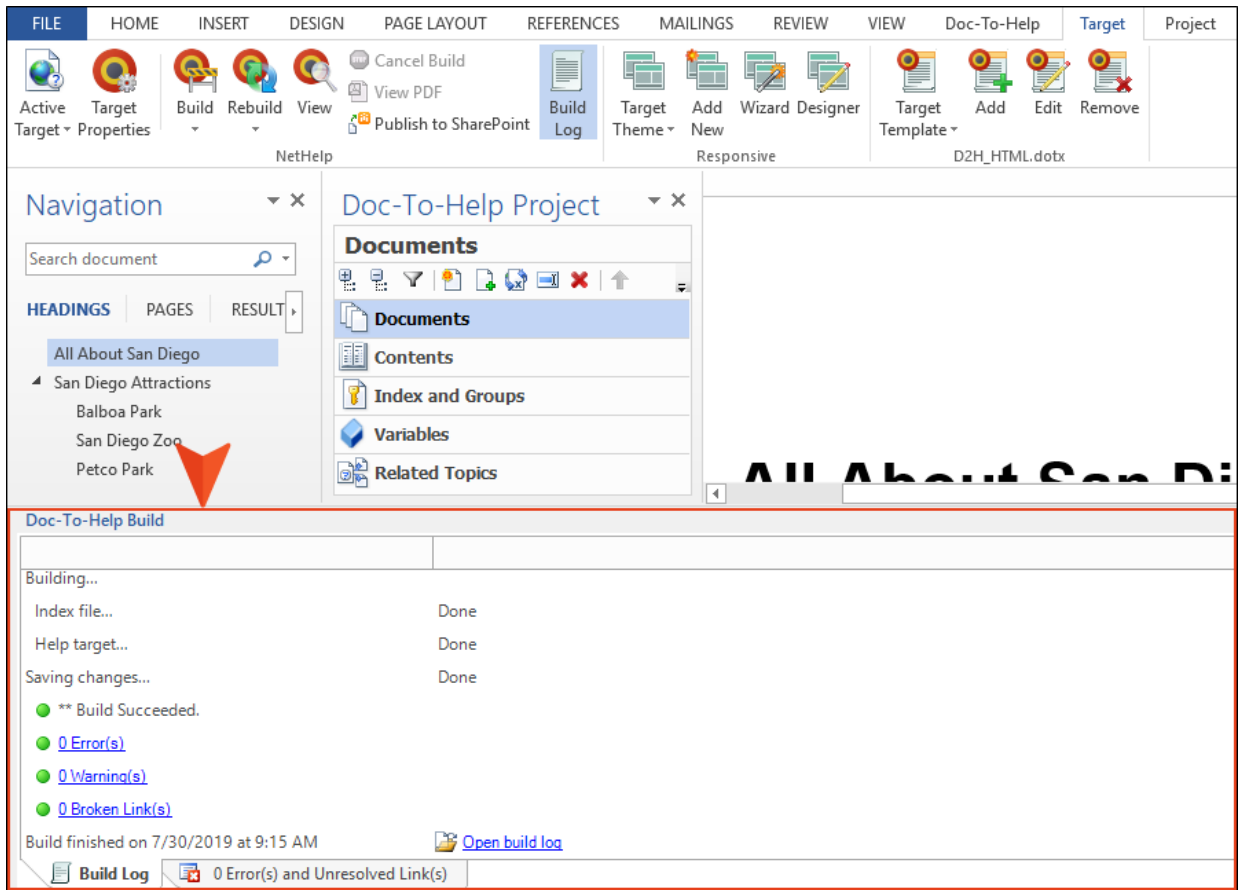 FILE HOME INSERT DESIGN PAGE LAYOUT REFERENCES MAILINGS REVIEW VIEW Doc-To-Help Target Project
Active Target
Target Properties
Build
Rebuild
View
Cancel Build
View PDF
Publish to SharePoint
Build Log
Target Theme
Add New
Wizard
Designer
Target Template
Add
Edit
Remove
NetHelp
Responsive
D2H_HTML.dotx
Navigation
Search document
HEADINGS PAGES RESULT
All About San Diego
San Diego Attractions
Balboa Park
San Diego Zoo
Petco Park
Doc-To-Help Project
Documents
Documents
Contents
Index and Groups
Variables
Related Topics
All About San Di
Doc-To-Help Build
Building...
Index file... Done
Help target... Done
Saving changes... Done
** Build Succeeded.
0 Error(s)
0 Warning(s)
0 Broken Link(s)
Build finished on 7/30/2019 at 9:15 AM Open build log
Build Log 0 Error(s) and Unresolved Link(s)